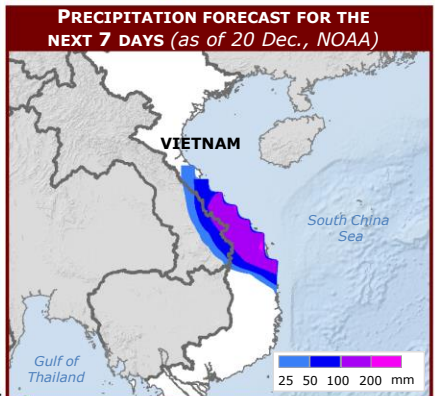 PRECIPITATION FORECAST FOR THE
NEXT 7 DAYS (as of 20 Dec., NOAA)
VIETNAM
South China
Sea
Gulf of
Thailand
25 50 100 200 mm